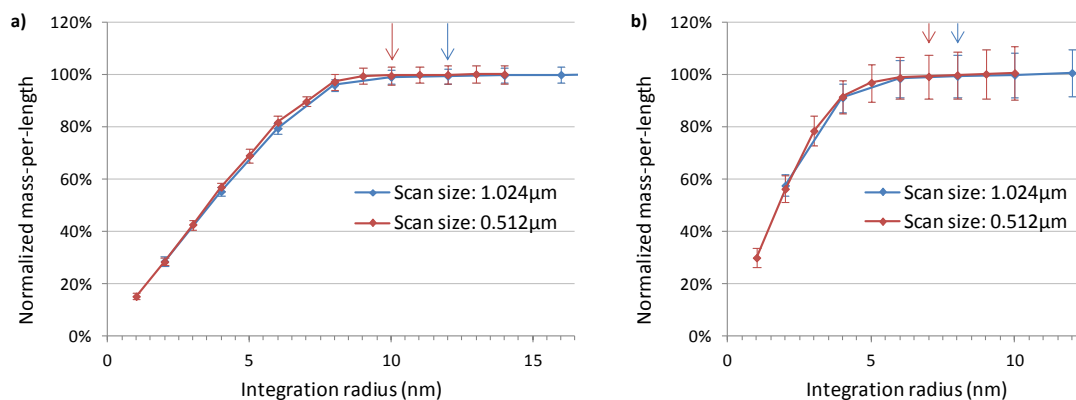 a)
120%
100%
80%
60%
40%
20%
0%
Normalized mass-per-length
Scan size: 1.024µm
Scan size: 0.512µm
0 5 10 15
Integration radius (nm)
b)
120%
100%
80%
60%
40%
20%
0%
Normalized mass-per-length
Scan size: 1.024µm
Scan size: 0.512µm
0 5 10
Integration radius (nm)